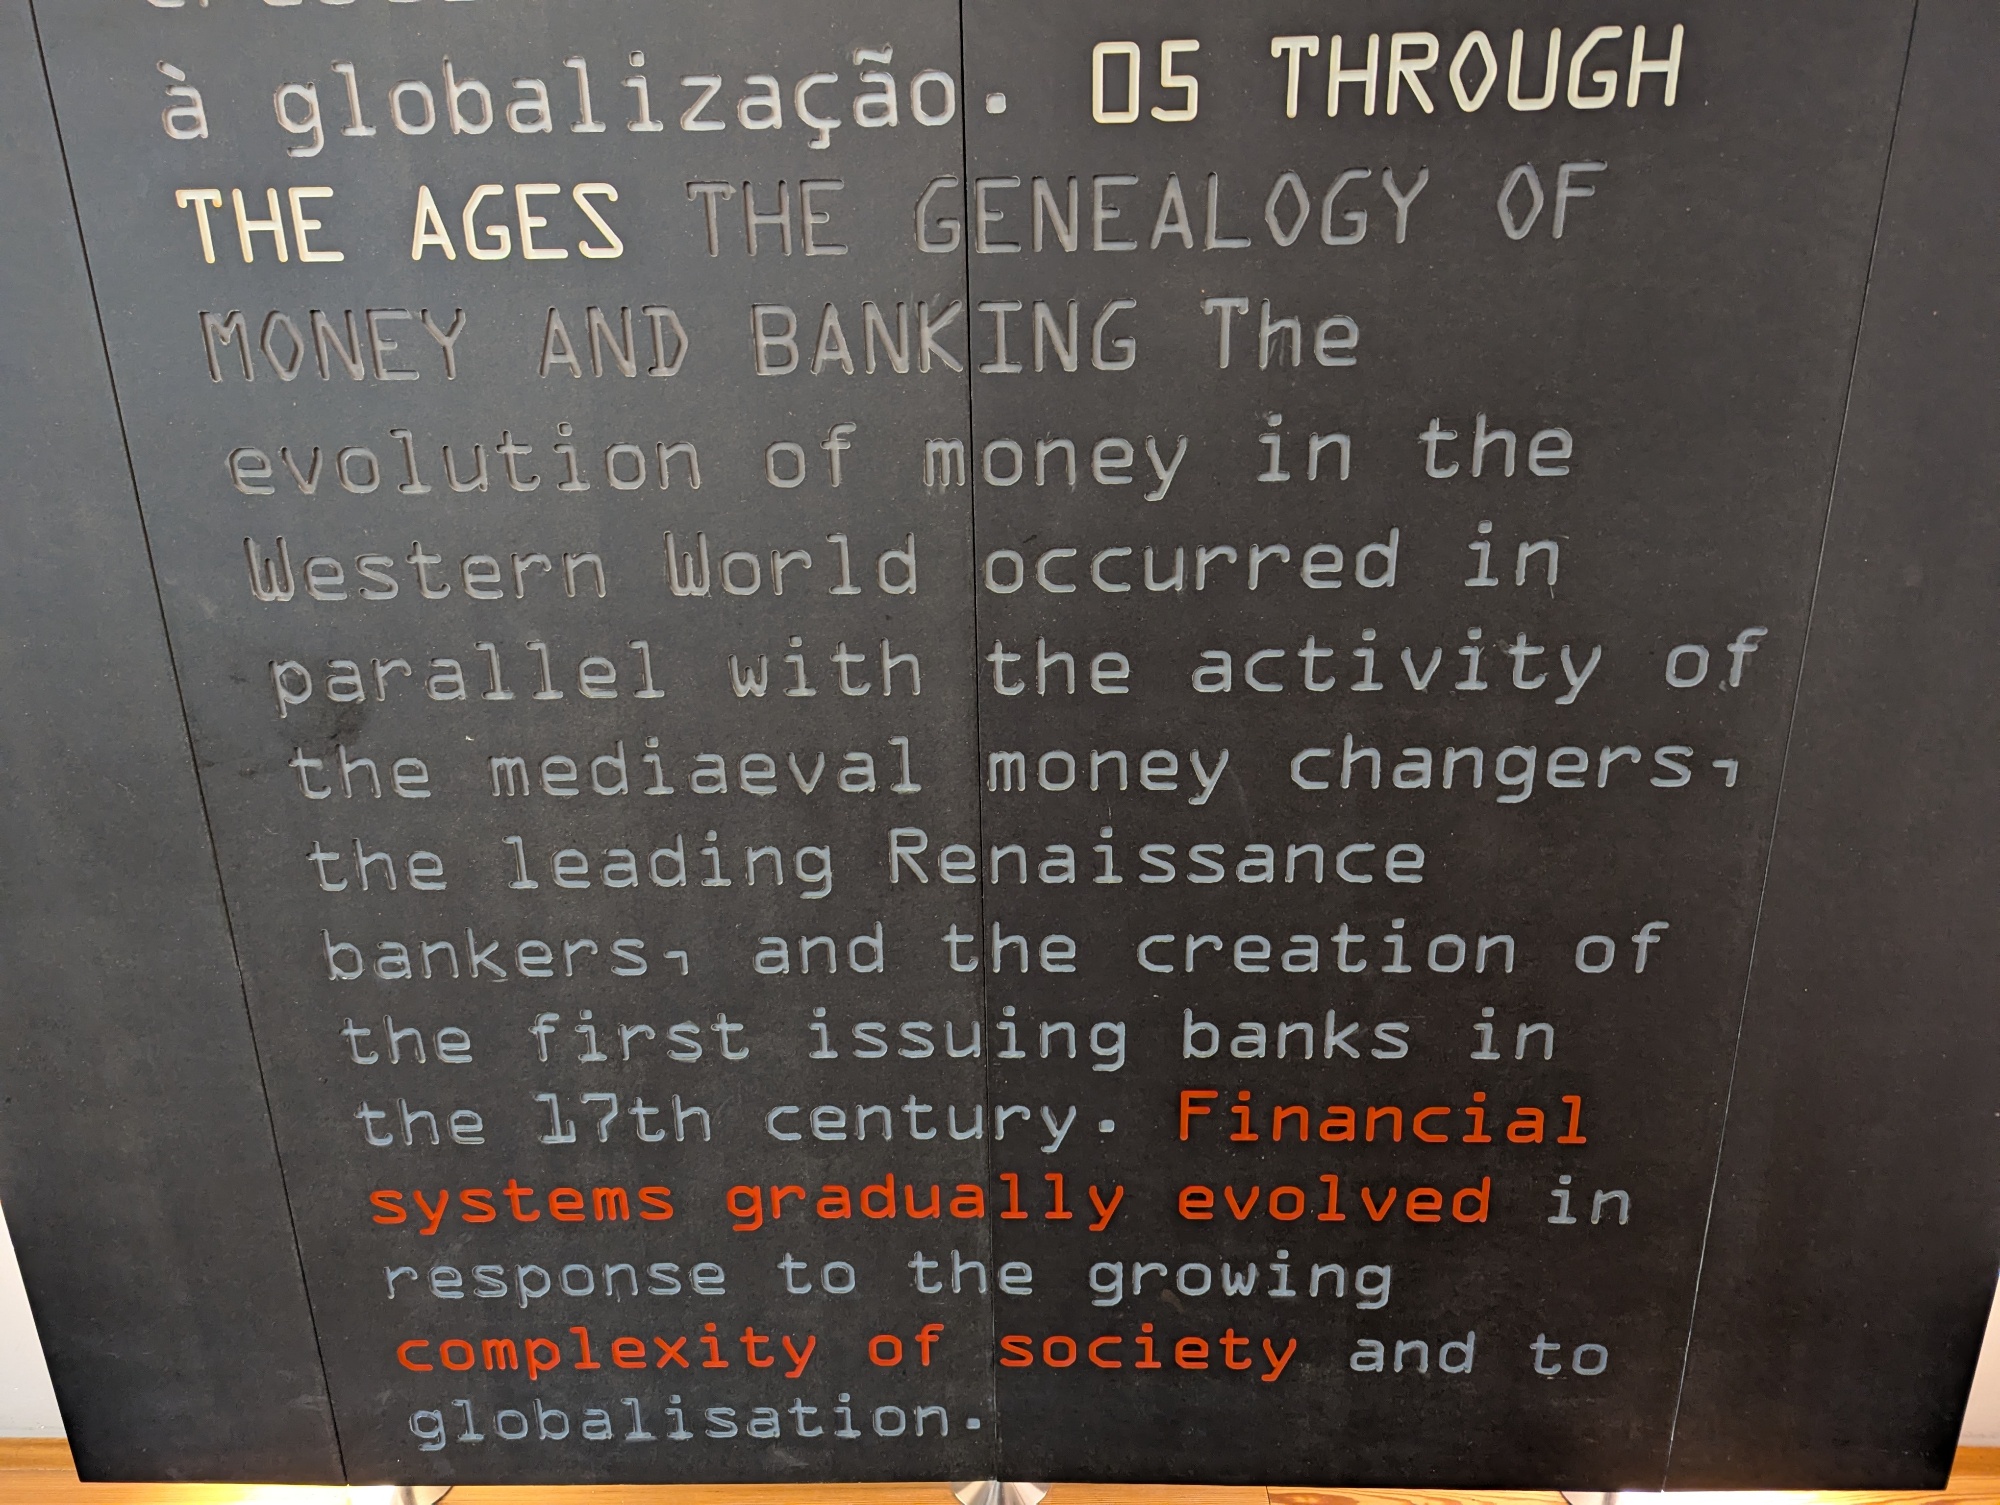 à globalização. 05 THROUGH
THE AGES THE GENEALOGY OF
MONEY AND BANKING The
evolution of money in the
Western World occurred in
parallel with the activity of
the mediaeval money changers,
the leading Renaissance
bankers, and the creation of
the first issuing banks in
the 17th century. Financial
systems gradually evolved in
response to the growing
complexity of society and to
globalisation.